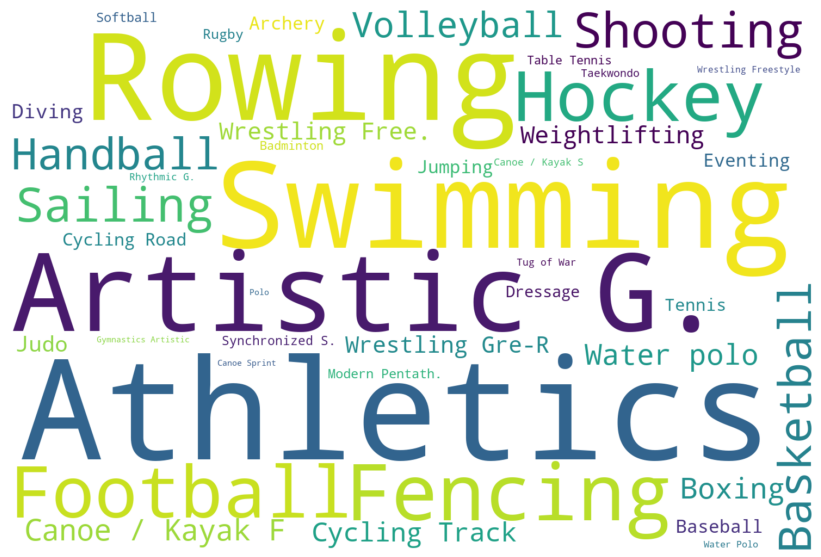 Softball
Rugby
Archery
Volleyball
Shooting
Rowing
Table Tennis
Taekwondo
Wrestling Freestyle
Hockey
Diving
Wrestling Free.
Weightlifting
Handball
Badminton
Jumping
Canoe / Kayak S
Eventing
Rhythmic G.
Swimming
Sailing
Cycling Road
Artistic G.
Tug of War
Polo
Dressage
Tennis
Basketball
Judo
Gymnastics Artistic
Synchronized S.
Wrestling Gre-R
Water polo
Athletics
Canoe Sprint
Modern Pentath.
Football
Fencing
Boxing
Canoe / Kayak F
Cycling Track
Baseball
Water Polo